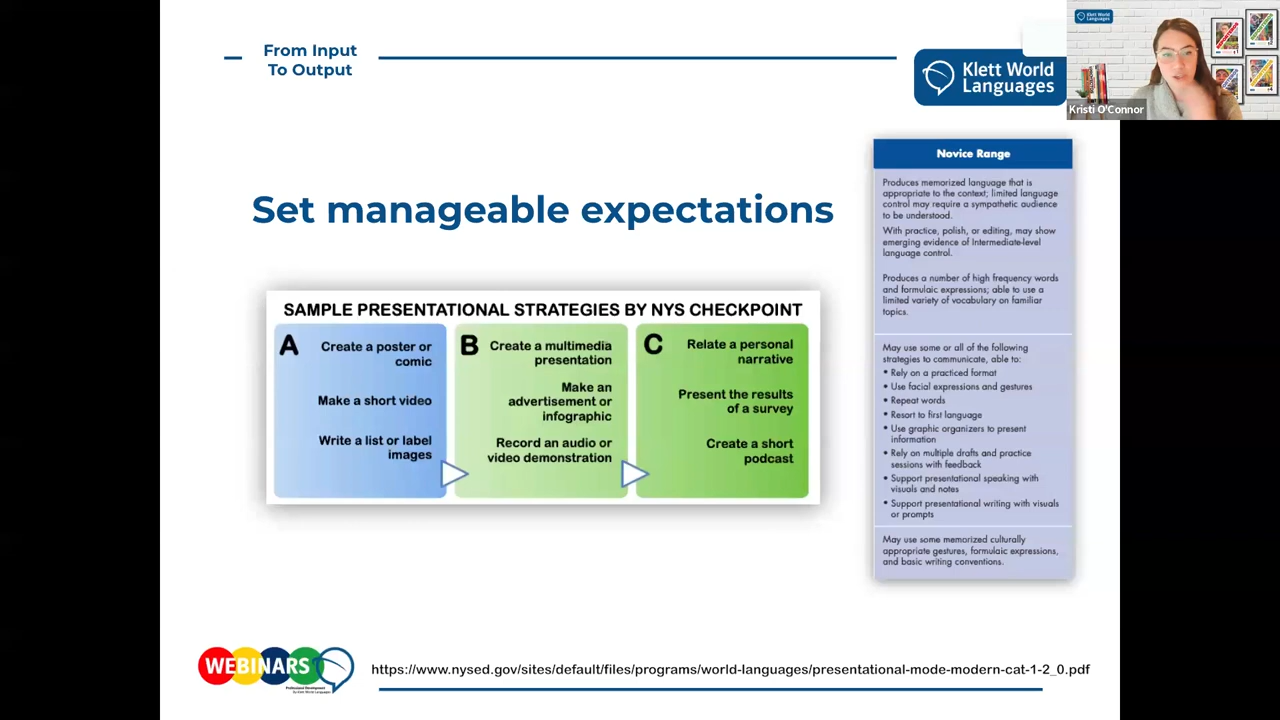 From Input
To Output
Klett World
Languages
Klett World
Languages
Kristi O'Connor
Set manageable expectations
SAMPLE PRESENTATIONAL STRATEGIES BY NYS CHECKPOINT
A
Create a poster or
comic
Make a short video
Write a list or label
images
B
Create a multimedia
presentation
Make an
advertisement or
infographic
Record an audio or
video demonstration
C
Relate a personal
narrative
Present the results
of a survey
Create a short
podcast
Novice Range
Produces memorized language that is
appropriate to the context; limited language
control may require a sympathetic audience
to be understood.
With practice, polish, or editing, may show
emerging evidence of Intermediate-level
language control.
Produces a number of high frequency words
and formulaic expressions; able to use a
limited variety of vocabulary on familiar
topics.
May use some or all of the following
strategies to communicate, able to:
• Rely on a practiced format
• Use facial expressions and gestures
• Repeat words
• Resort to first language
• Use graphic organizers to present
information
• Rely on multiple drafts and practice
sessions with feedback
• Support presentational speaking with
visuals and notes
• Support presentational writing with visuals
or prompts
May use some memorized culturally
appropriate gestures, formulaic expressions,
and basic writing conventions.
WEBINARS
Professional Development
By Klett World Languages
https://www.nysed.gov/sites/default/files/programs/world-languages/presentational-mode-modern-cat-1-2_0.pdf